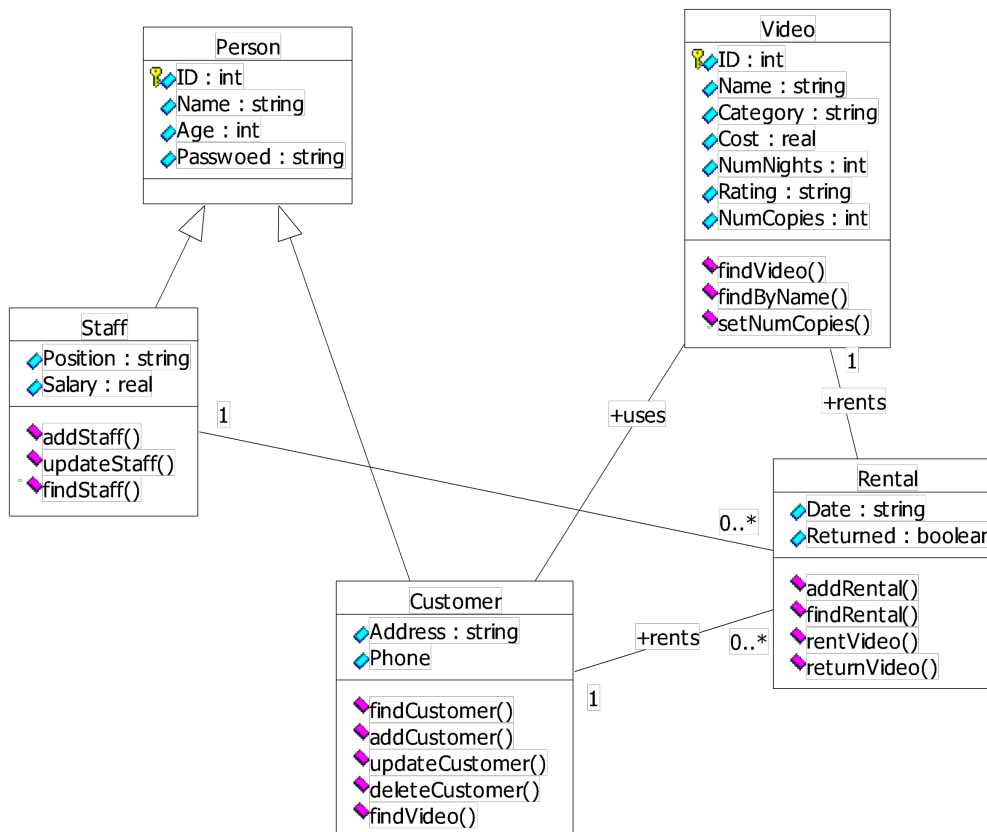 Person
ID : int
Name : string
Age : int
Passwoed : string
Video
ID : int
Name : string
Category : string
Cost : real
NumNights : int
Rating : string
NumCopies : int
findVideo()
findByName()
setNumCopies()
Staff
Position : string
Salary : real
addStaff()
updateStaff()
findStaff()
1
+uses
1
+rents
0..*
Rental
Date : string
Returned : boolean
addRental()
findRental()
rentVideo()
returnVideo()
+rents
0..*
1
Customer
Address : string
Phone
findCustomer()
addCustomer()
updateCustomer()
deleteCustomer()
findVideo()